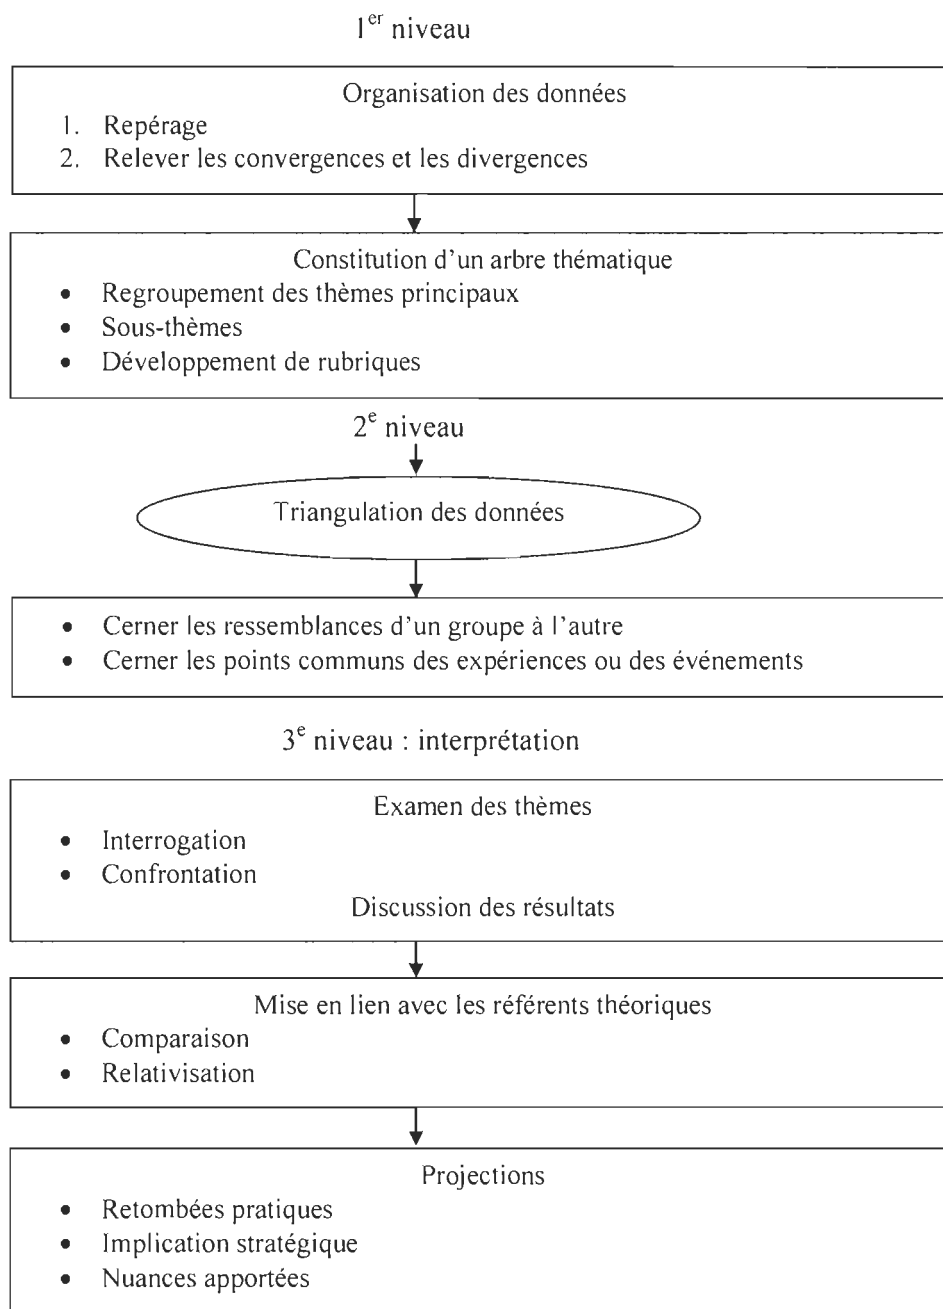 1er niveau
Organisation des données
1. Repérage
2. Relever les convergences et les divergences
Constitution d'un arbre thématique
• Regroupement des thèmes principaux
• Sous-thèmes
• Développement de rubriques
2e niveau
Triangulation des données
• Cerner les ressemblances d'un groupe à l'autre
• Cerner les points communs des expériences ou des événements
3e niveau : interprétation
Examen des thèmes
• Interrogation
• Confrontation
Discussion des résultats
Mise en lien avec les référents théoriques
• Comparaison
• Relativisation
Projections
• Retombées pratiques
• Implication stratégique
• Nuances apportées